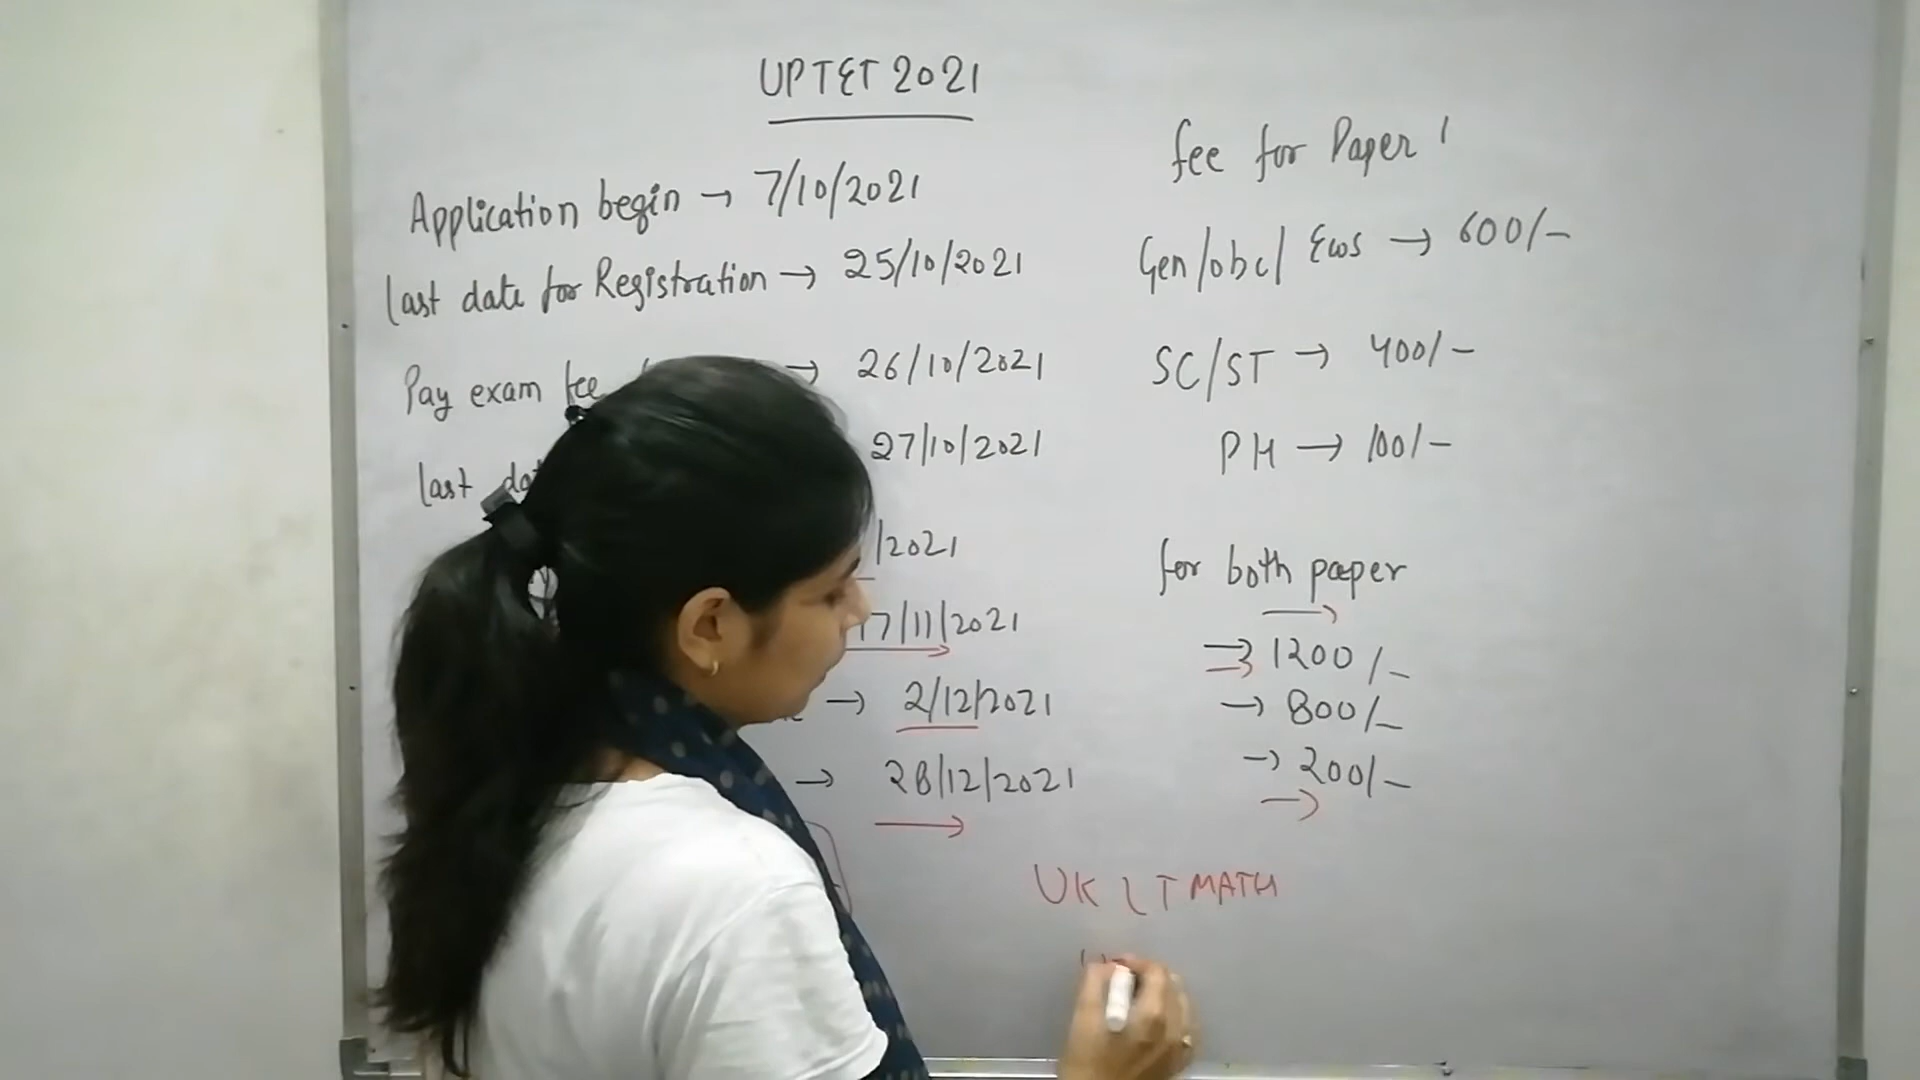 UPTET 2021
Application begin → 7/10/2021
last date for Registration → 25/10/2021
Pay exam fee → 26/10/2021
last 27/10/2021
/2021
17/11/2021
→ 2/12/2021
→ 28/12/2021
fee for Paper 1
Gen/obc/ Ews → 600/-
SC/ST → 400/-
PH → 100/-
for both paper
→ 1200/-
→ 800/-
→ 200/-
UK LT MATH